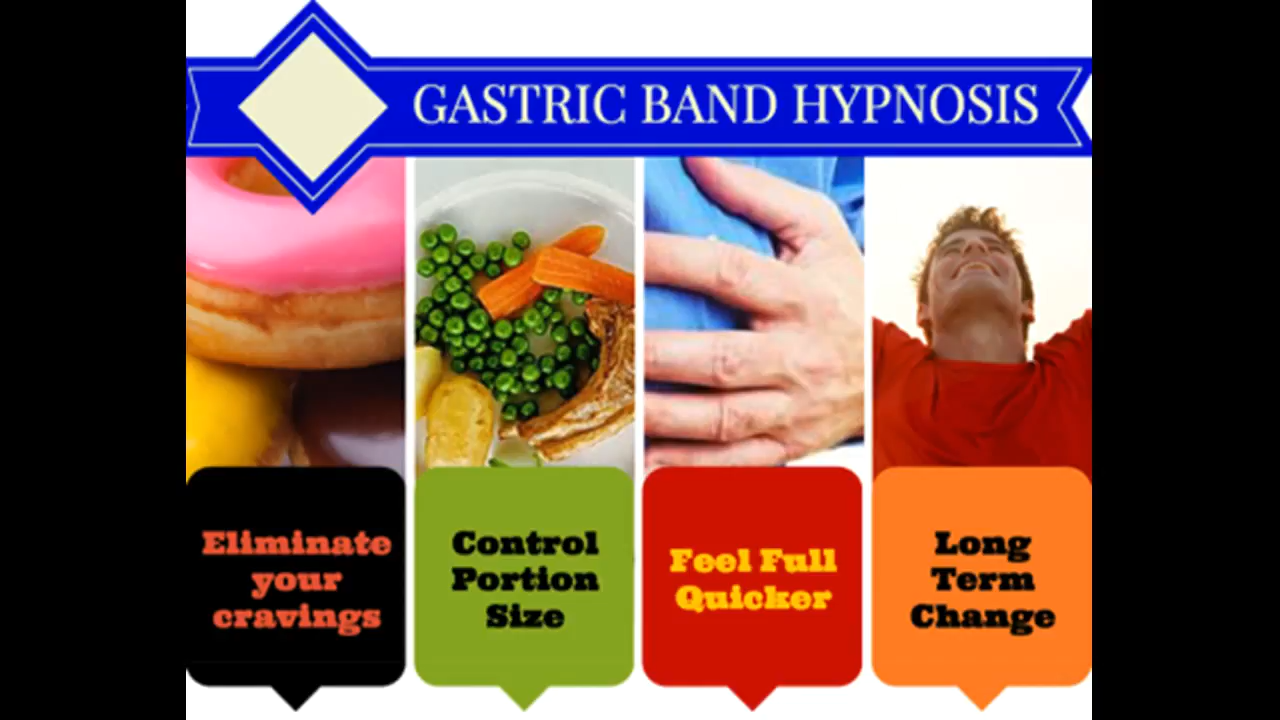 GASTRIC BAND HYPNOSIS
Eliminate
your
cravings
Control
Portion
Size
Feel Full
Quicker
Long
Term
Change